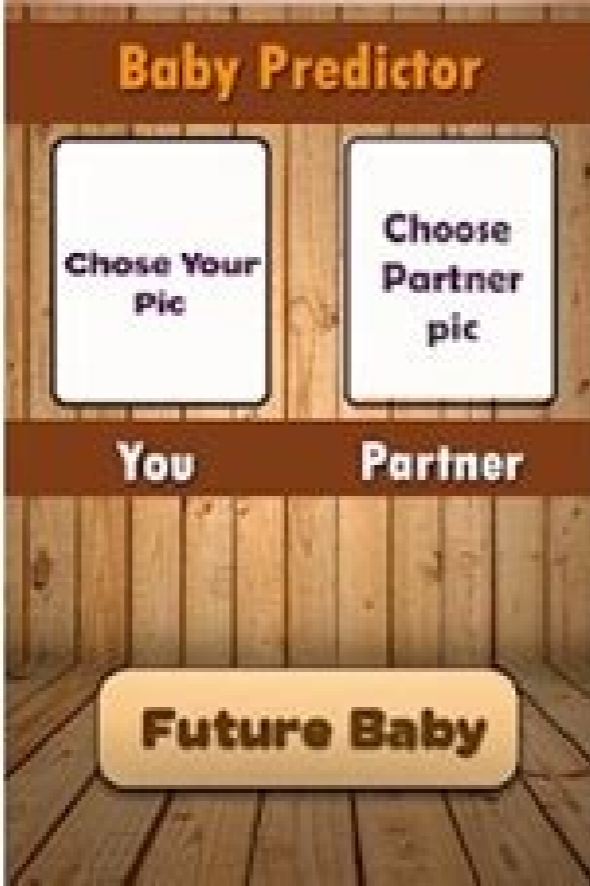 Baby Predictor
Chose Your
Pic
Choose
Partner
pic
You
Partner
Future Baby